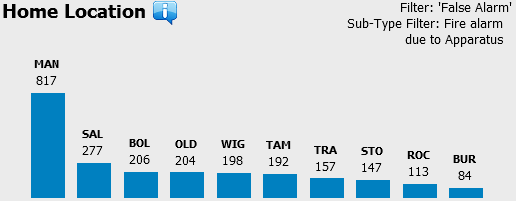 Home Location
Filter: 'False Alarm'
Sub-Type Filter: Fire alarm
due to Apparatus
MAN
817
SAL
277
BOL
206
OLD
204
WIG
198
TAM
192
TRA
157
STO
147
ROC
113
BUR
84